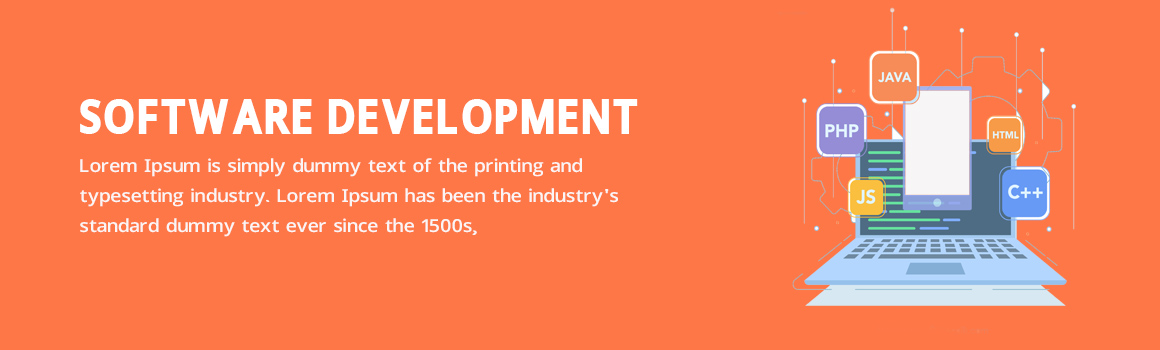 SOFTWARE DEVELOPMENT
Lorem Ipsum is simply dummy text of the printing and
typesetting industry. Lorem Ipsum has been the industry's
standard dummy text ever since the 1500s,
JAVA
PHP
HTML
JS
C++